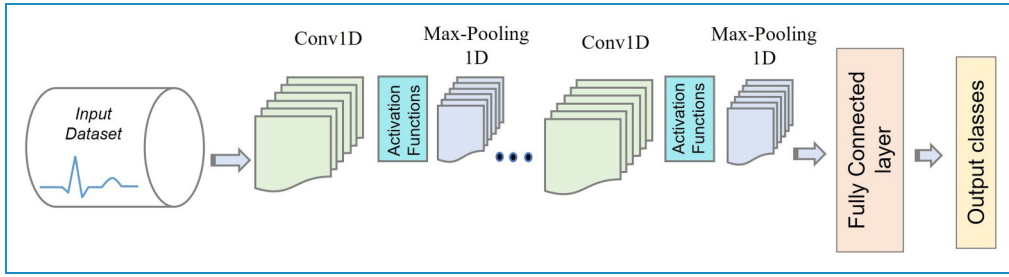 Input
Dataset
Conv1D
Activation
Functions
Max-Pooling
1D
Conv1D
Activation
Functions
Max-Pooling
1D
Fully Connected
layer
Output classes